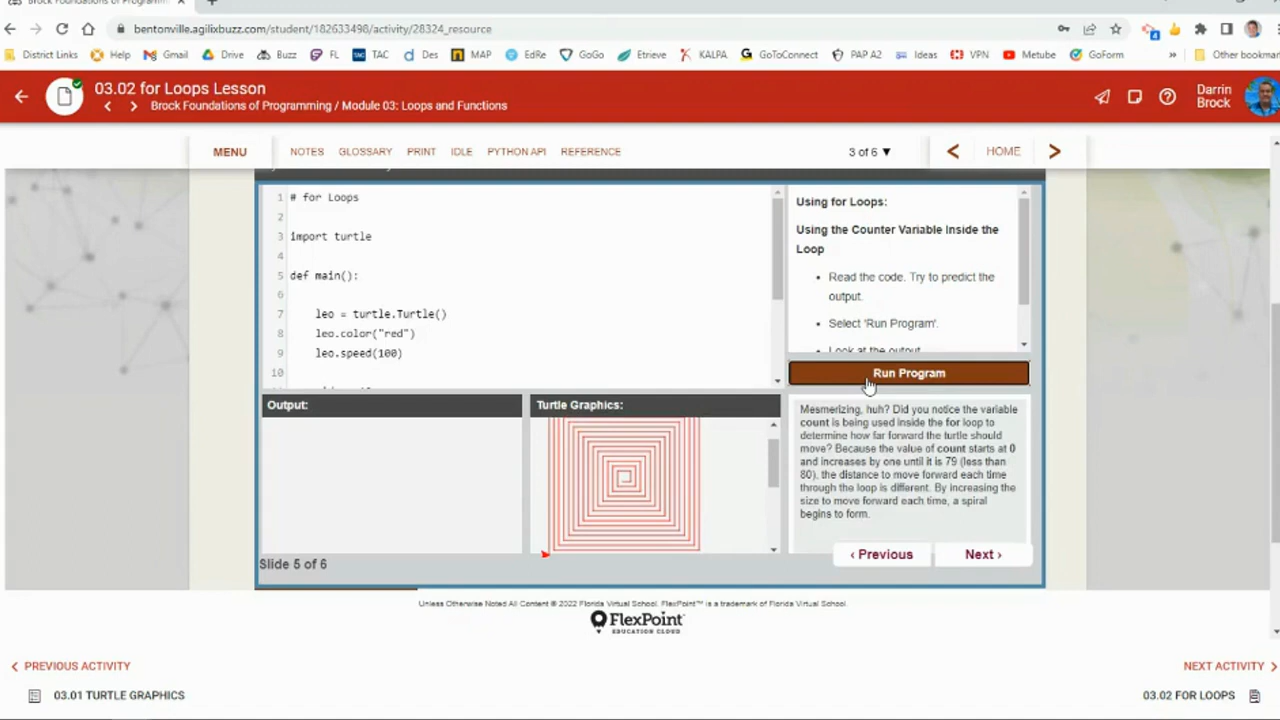 Brock Foundations of Program
bentonville.agilixbuzz.com/student/182633498/activity/28324_resource
District Links Help Gmail Drive Buzz FL TAC Des MAP EdRe GoGo Etrieve KALPA GoToConnect PAP A2 Ideas VPN Metube GoForm » Other bookmar
03.02 for Loops Lesson
Brock Foundations of Programming / Module 03: Loops and Functions
Darrin
Brock
MENU NOTES GLOSSARY PRINT IDLE PYTHON API REFERENCE 3 of 6 ▼ HOME
1 # for Loops
2
3 import turtle
4
5 def main():
6
7 leo = turtle.Turtle()
8 leo.color("red")
9 leo.speed(100)
10
Using for Loops:
Using the Counter Variable Inside the
Loop
• Read the code. Try to predict the
output.
• Select 'Run Program'.
• Look at the output
Run Program
Output:
Turtle Graphics:
Mesmerizing, huh? Did you notice the variable
count is being used inside the for loop to
determine how far forward the turtle should
move? Because the value of count starts at 0
and increases by one until it is 79 (less than
80), the distance to move forward each time
through the loop is different. By increasing the
size to move forward each time, a spiral
begins to form.
‹ Previous
Next ›
Slide 5 of 6
Unless Otherwise Noted All Content © 2022 Florida Virtual School. FlexPoint™ is a trademark of Florida Virtual School.
FlexPoint
EDUCATION CLOUD
PREVIOUS ACTIVITY
NEXT ACTIVITY
03.01 TURTLE GRAPHICS
03.02 FOR LOOPS